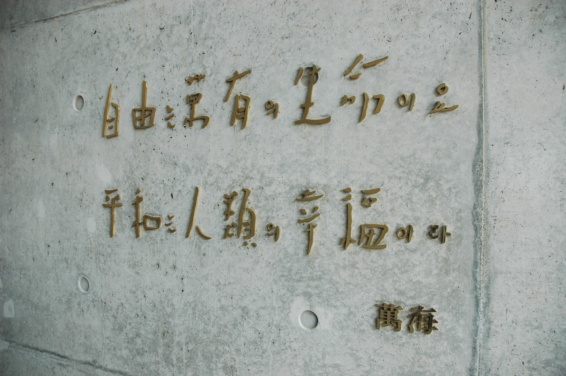 自由는萬有의生命이요
平和는人類의幸福이라
萬海